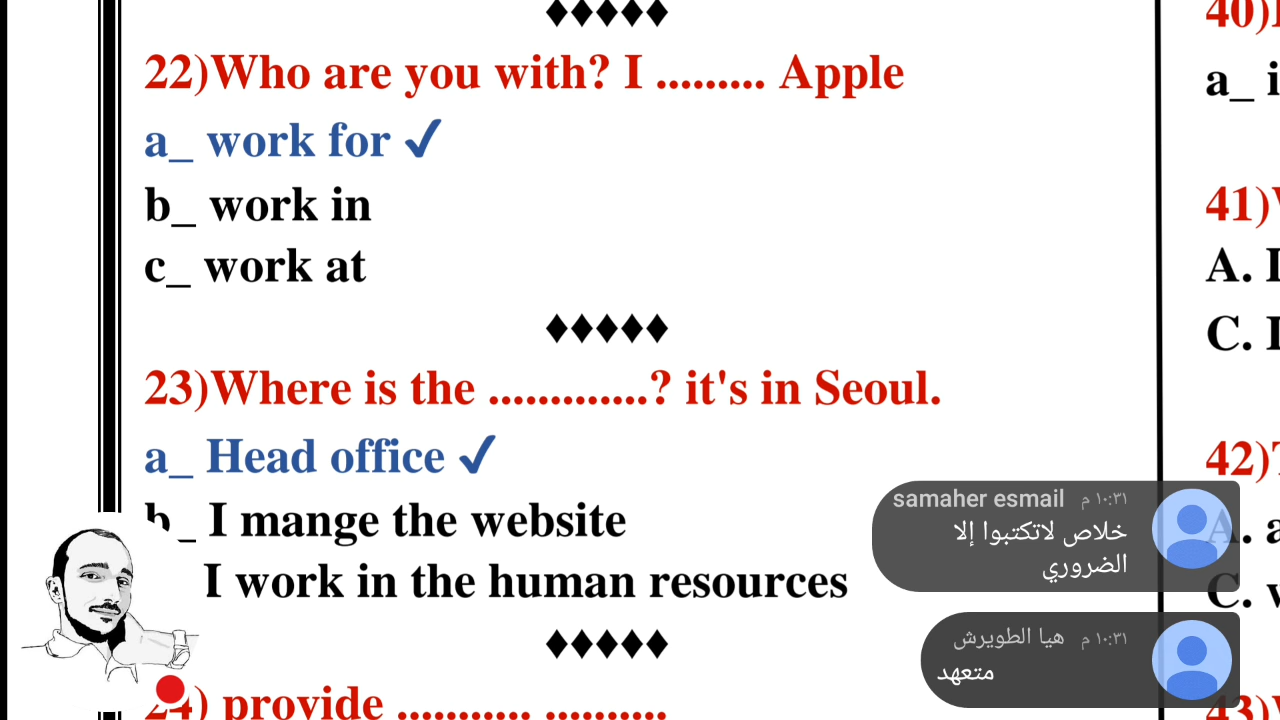 ♦♦♦♦♦
22)Who are you with? I ......... Apple
a_ work for ✓
b_ work in
c_ work at
♦♦♦♦♦
23)Where is the .............? it's in Seoul.
a_ Head office ✓
b_ I mange the website
_ I work in the human resources
♦♦♦♦♦
24) provide ........... ..........
40)
a_ i
41)
A. I
C. I
42)
A. a
C.
43)
samaher esmail ١٠:٣١ م
خلاص لاتكتبوا إلا
الضروري
هيا الطويرش ١٠:٣١ م
متعهد